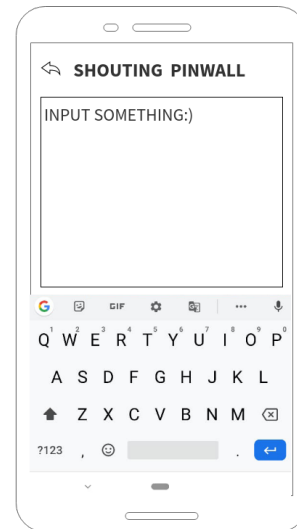 SHOUTING PINWALL
INPUT SOMETHING:)
G GIF
1 2 3 4 5 6 7 8 9 0
Q W E R T Y U I O P
A S D F G H J K L
Z X C V B N M
?123 , .